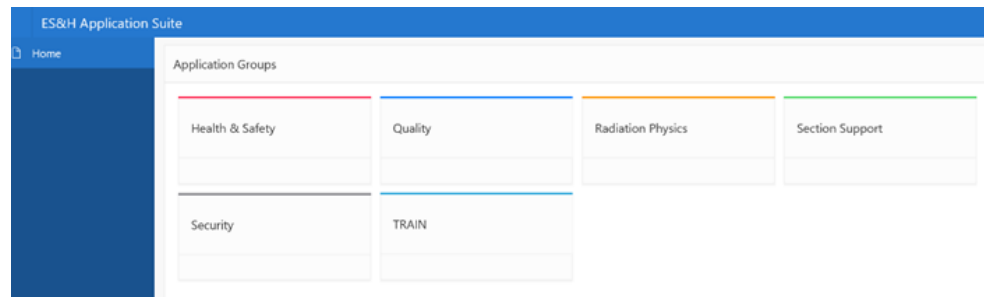 ES&H Application Suite
Home
Application Groups
Health & Safety
Quality
Radiation Physics
Section Support
Security
TRAIN